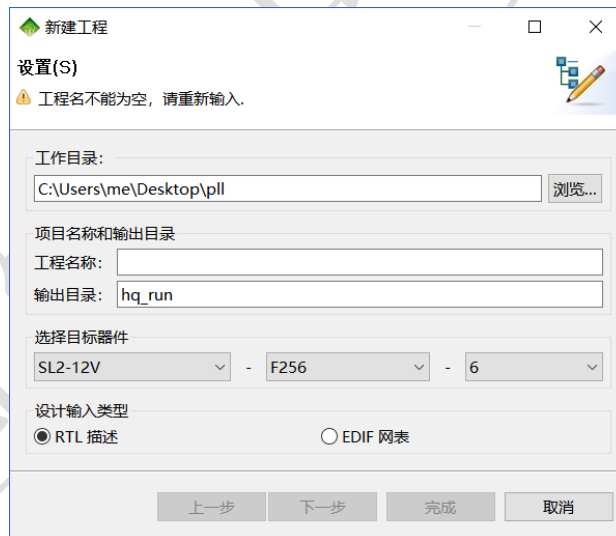 新建工程
设置(S)
工程名不能为空，请重新输入.
工作目录：
C:\Users\me\Desktop\pll 浏览...
项目名称和输出目录
工程名称：
输出目录： hq_run
选择目标器件
SL2-12V - F256 - 6
设计输入类型
RTL 描述 EDIF 网表
上一步 下一步 完成 取消